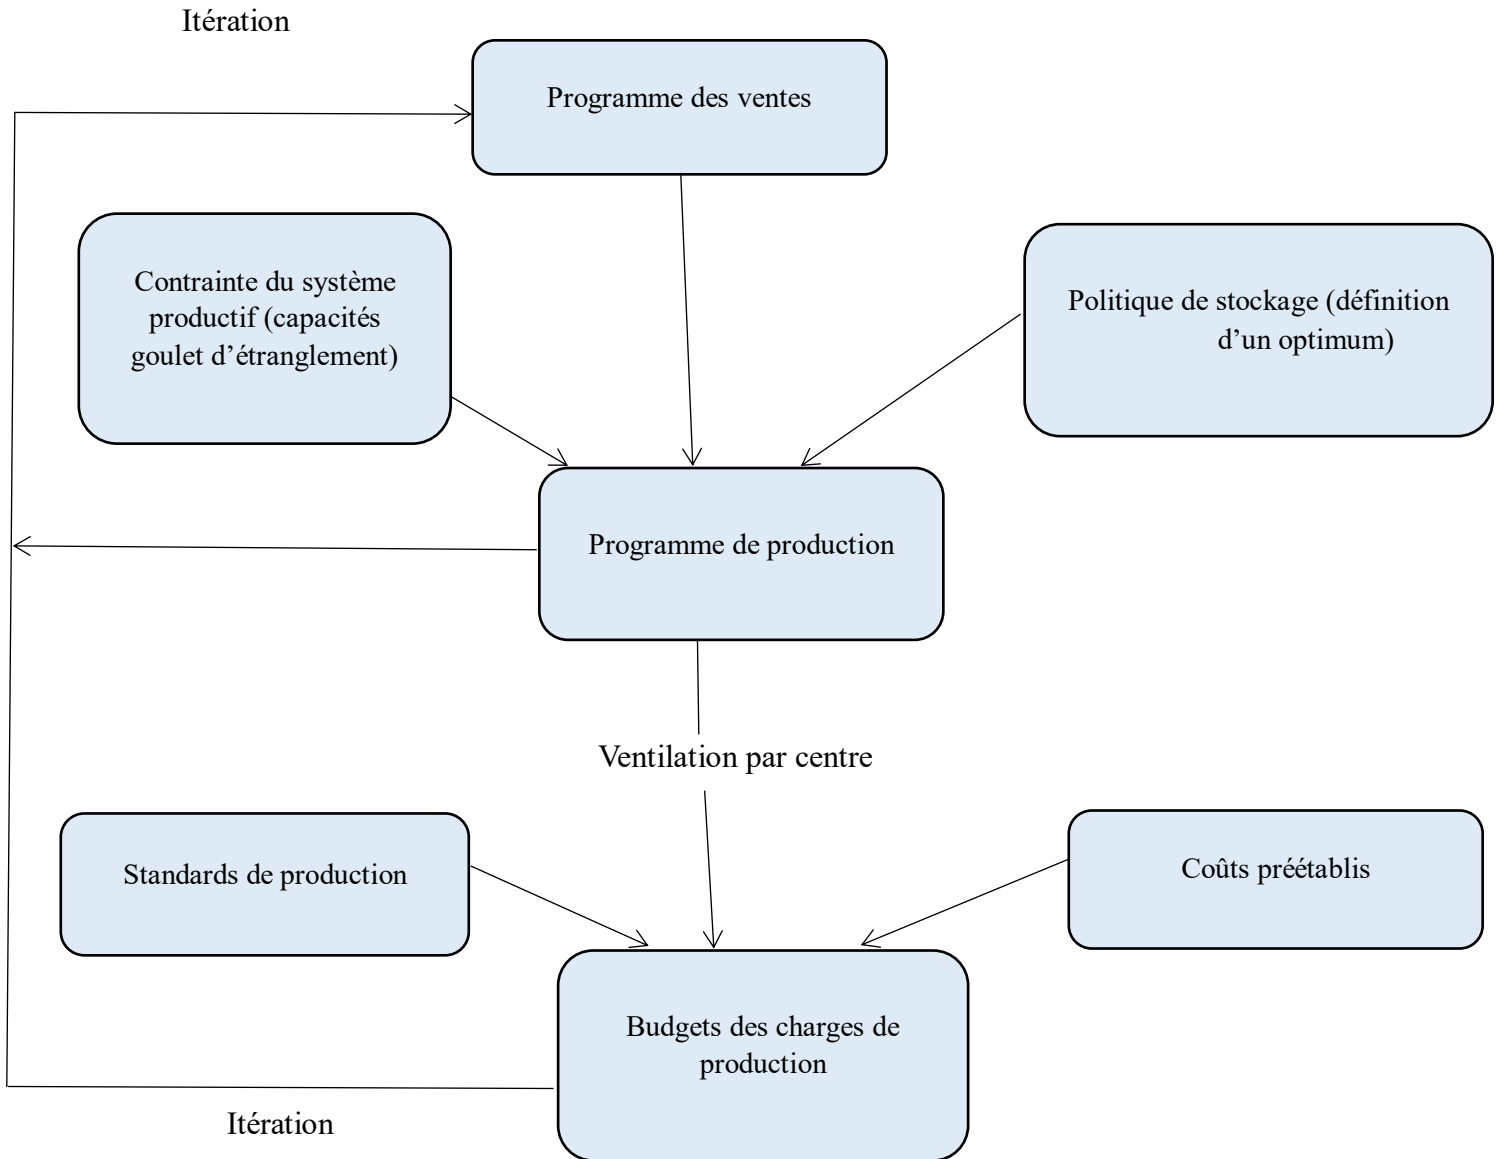 Itération
Programme des ventes
Contrainte du système
productif (capacités
goulet d’étranglement)
Politique de stockage (définition
d’un optimum)
Programme de production
Ventilation par centre
Standards de production
Coûts préétablis
Budgets des charges de
production
Itération